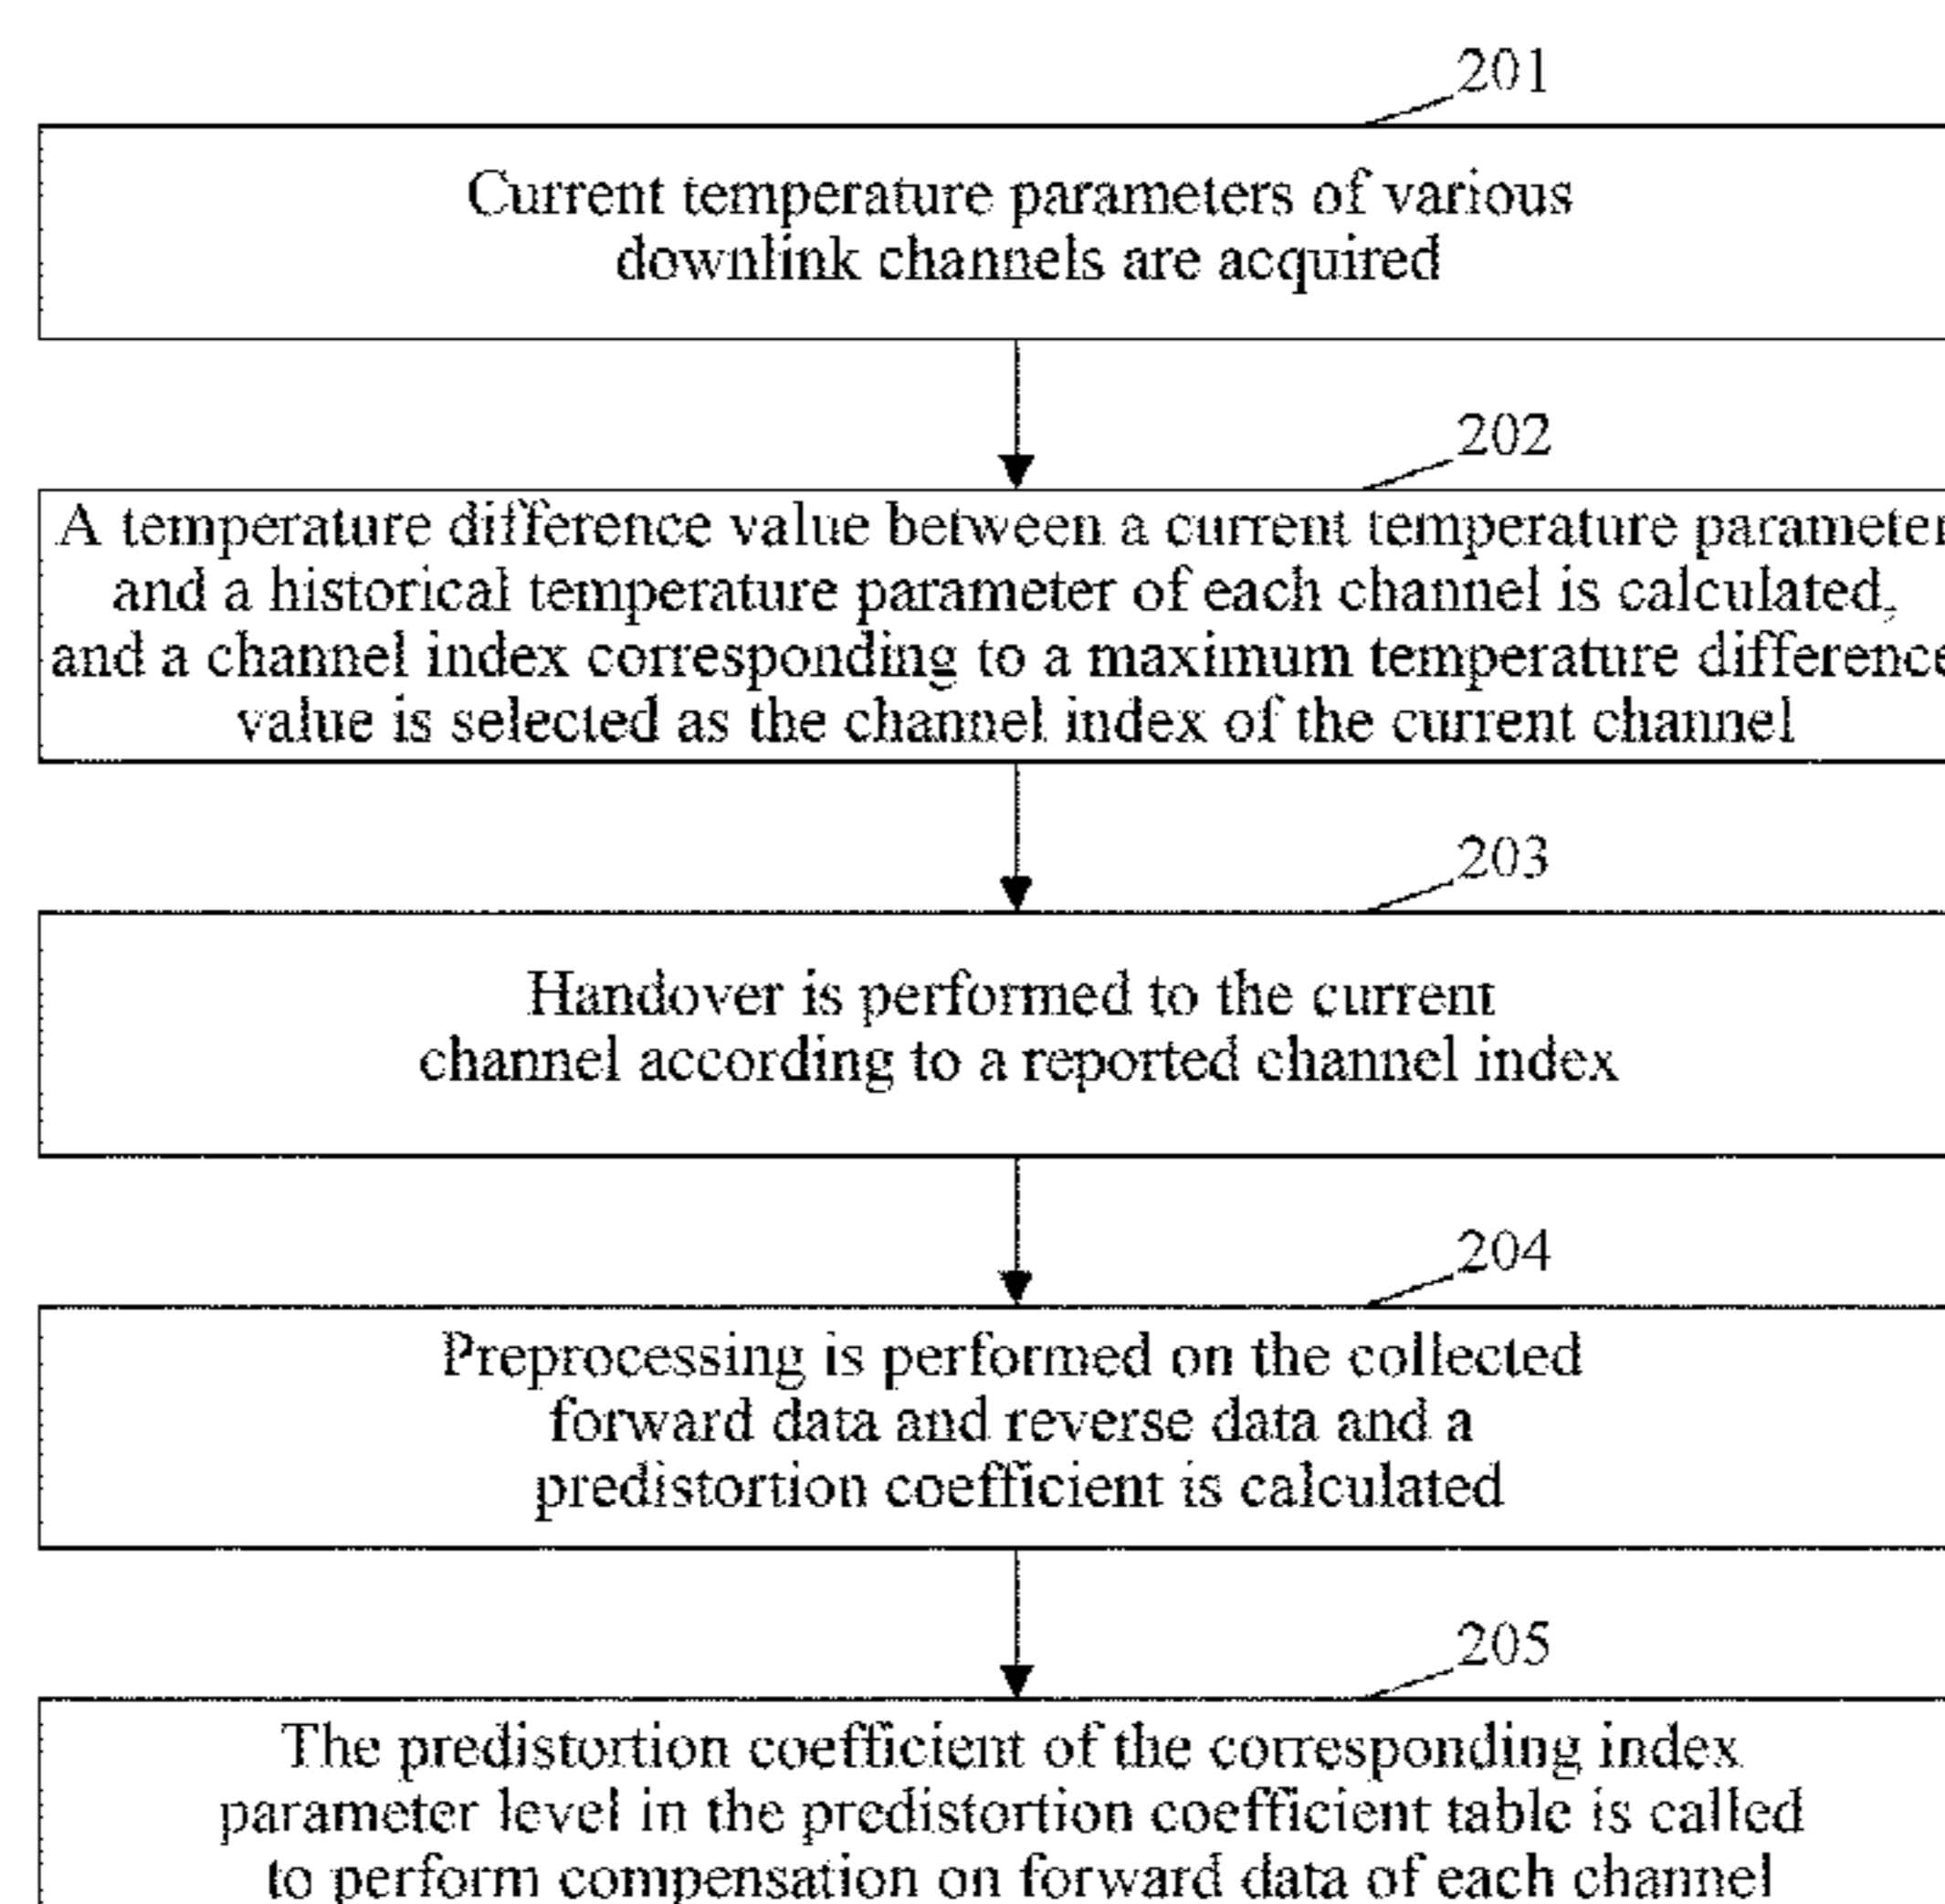 201
Current temperature parameters of various
downlink channels are acquired
202
A temperature difference value between a current temperature parameter
and a historical temperature parameter of each channel is calculated,
and a channel index corresponding to a maximum temperature difference
value is selected as the channel index of the current channel
203
Handover is performed to the current
channel according to a reported channel index
204
Preprocessing is performed on the collected
forward data and reverse data and a
predistortion coefficient is calculated
205
The predistortion coefficient of the corresponding index
parameter level in the predistortion coefficient table is called
to perform compensation on forward data of each channel